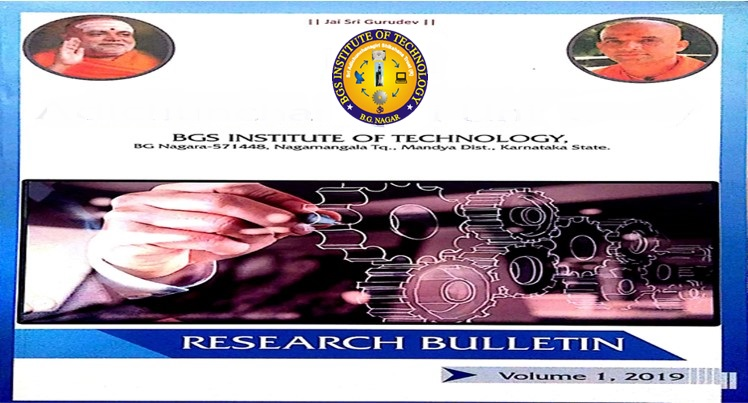 || Jai Sri Gurudev ||
BGS INSTITUTE OF TECHNOLOGY
B.G. NAGAR
BGS INSTITUTE OF TECHNOLOGY,
BG Nagara-571448, Nagamangala Tq., Mandya Dist., Karnataka State.
RESEARCH BULLETIN
Volume 1, 2019